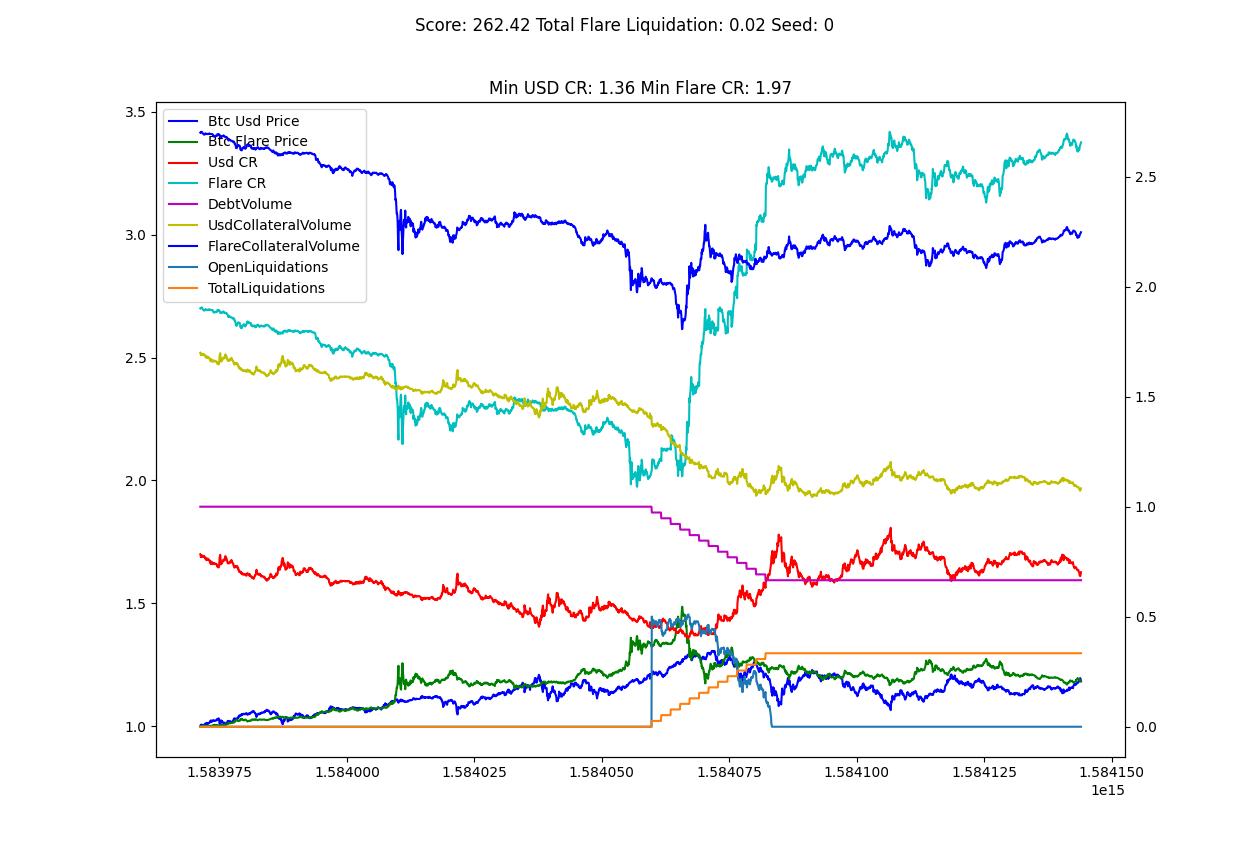 Score: 262.42 Total Flare Liquidation: 0.02 Seed: 0
Min USD CR: 1.36 Min Flare CR: 1.97
Btc Usd Price
Btc Flare Price
Usd CR
Flare CR
DebtVolume
UsdCollateralVolume
FlareCollateralVolume
OpenLiquidations
TotalLiquidations
3.5
3.0
2.5
2.0
1.5
1.0
2.5
2.0
1.5
1.0
0.5
0.0
1.583975
1.584000
1.584025
1.584050
1.584075
1.584100
1.584125
1.584150
1e15